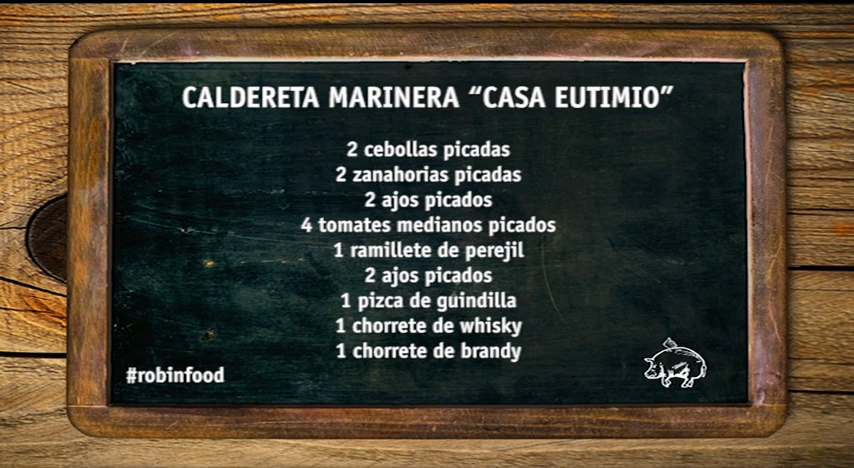 CALDERETA MARINERA “CASA EUTIMIO”
2 cebollas picadas
2 zanahorias picadas
2 ajos picados
4 tomates medianos picados
1 ramillete de perejil
2 ajos picados
1 pizca de guindilla
1 chorrete de whisky
1 chorrete de brandy
#robinfood